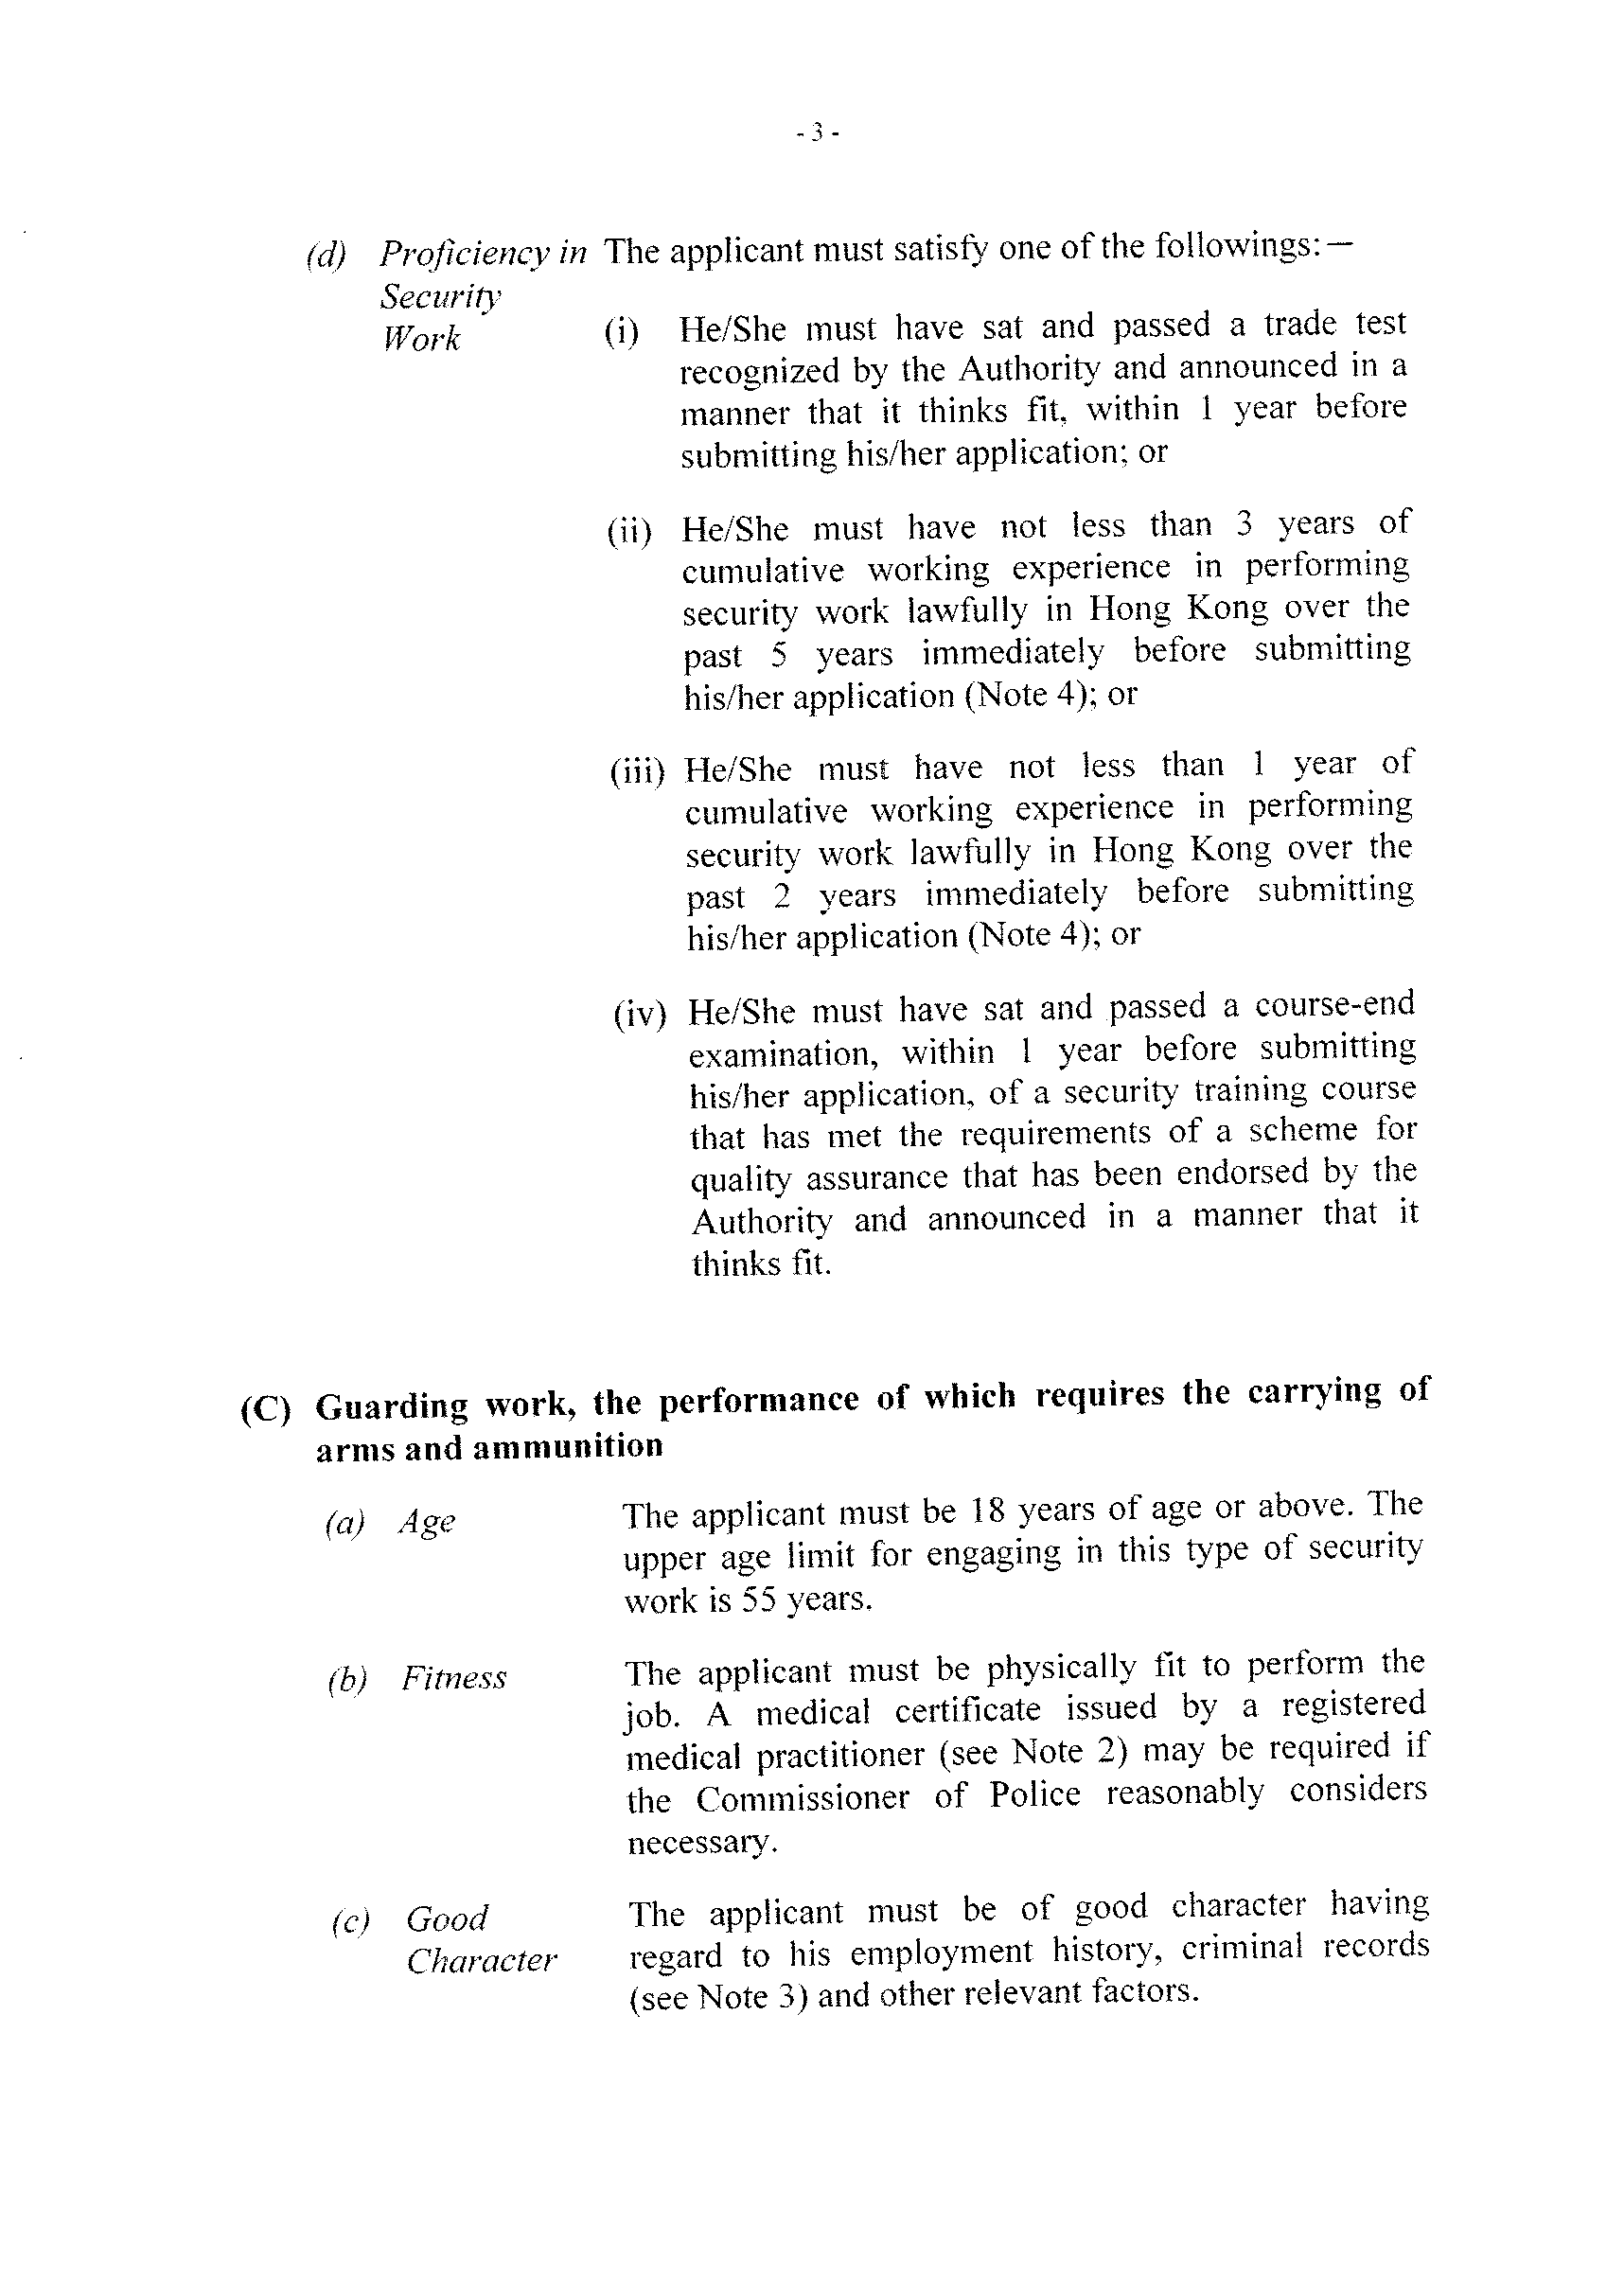 - 3 -
(d) Proficiency in The applicant must satisfy one of the followings: —
Security
Work
(i) He/She must have sat and passed a trade test
recognized by the Authority and announced in a
manner that it thinks fit, within 1 year before
submitting his/her application; or
(ii) He/She must have not less than 3 years of
cumulative working experience in performing
security work lawfully in Hong Kong over the
past 5 years immediately before submitting
his/her application (Note 4); or
(iii) He/She must have not less than 1 year of
cumulative working experience in performing
security work lawfully in Hong Kong over the
past 2 years immediately before submitting
his/her application (Note 4); or
(iv) He/She must have sat and passed a course-end
examination, within 1 year before submitting
his/her application, of a security training course
that has met the requirements of a scheme for
quality assurance that has been endorsed by the
Authority and announced in a manner that it
thinks fit.
(C) Guarding work, the performance of which requires the carrying of
arms and ammunition
(a) Age The applicant must be 18 years of age or above. The
upper age limit for engaging in this type of security
work is 55 years.
(b) Fitness The applicant must be physically fit to perform the
job. A medical certificate issued by a registered
medical practitioner (see Note 2) may be required if
the Commissioner of Police reasonably considers
necessary.
(c) Good The applicant must be of good character having
Character regard to his employment history, criminal records
(see Note 3) and other relevant factors.